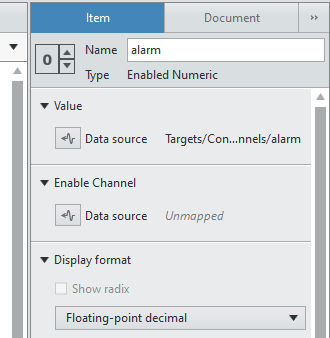 Item Document ››
0 Name alarm
Type Enabled Numeric
Value
Data source Targets/Con...nnels/alarm
Enable Channel
Data source Unmapped
Display format
Show radix
Floating-point decimal